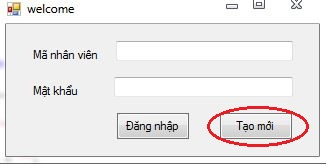 welcome
Mã nhân viên
Mật khẩu
Đăng nhập Tạo mới